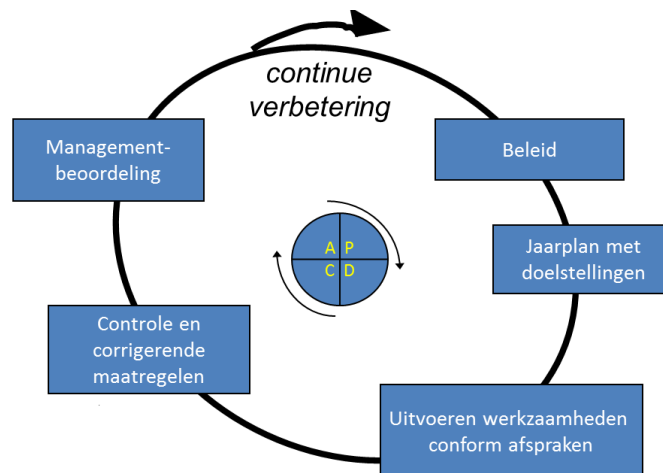 continue
verbetering
Management-
beoordeling
Beleid
A P
C D
Jaarplan met
doelstellingen
Controle en
corrigerende
maatregelen
Uitvoeren werkzaamheden
conform afspraken